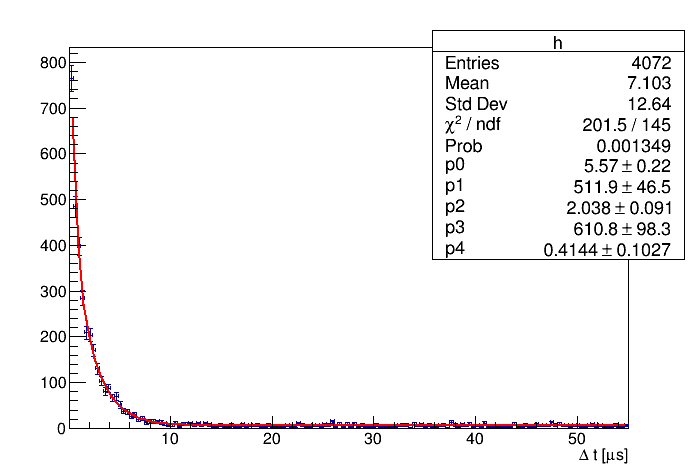 h
Entries 4072
Mean 7.103
Std Dev 12.64
χ² / ndf 201.5 / 145
Prob 0.001349
p0 5.57 ± 0.22
p1 511.9 ± 46.5
p2 2.038 ± 0.091
p3 610.8 ± 98.3
p4 0.4144 ± 0.1027
800
700
600
500
400
300
200
100
0
10 20 30 40 50
Δ t [μs]